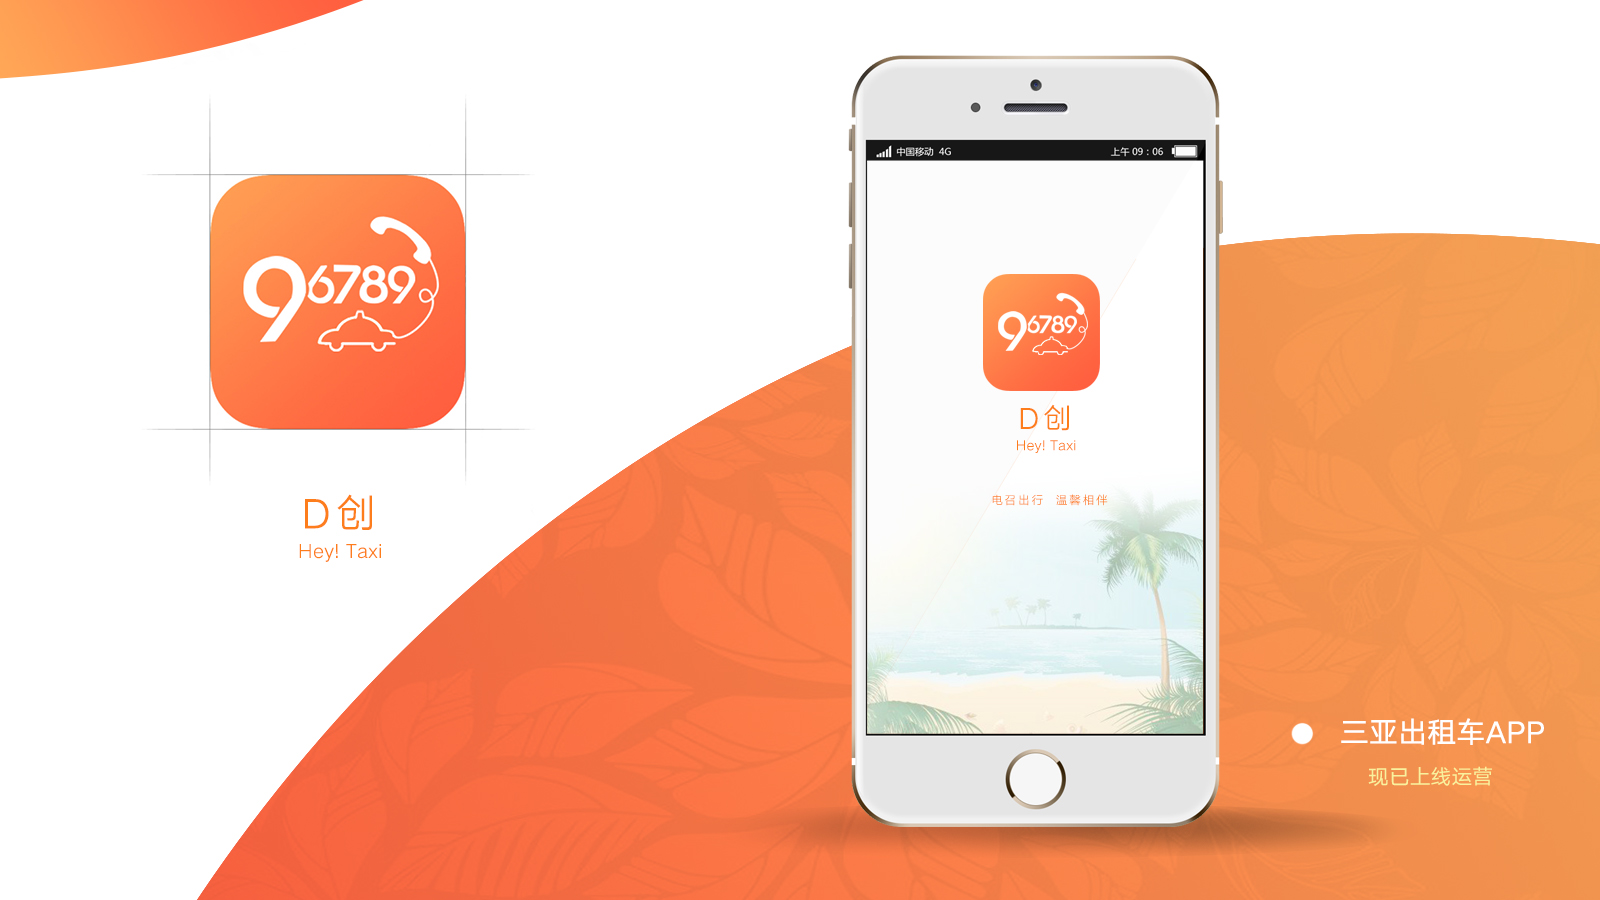 96789
D创
Hey! Taxi
中国移动 4G
上午 09 : 06
96789
D创
Hey! Taxi
电召出行 温馨相伴
三亚出租车APP
现已上线运营